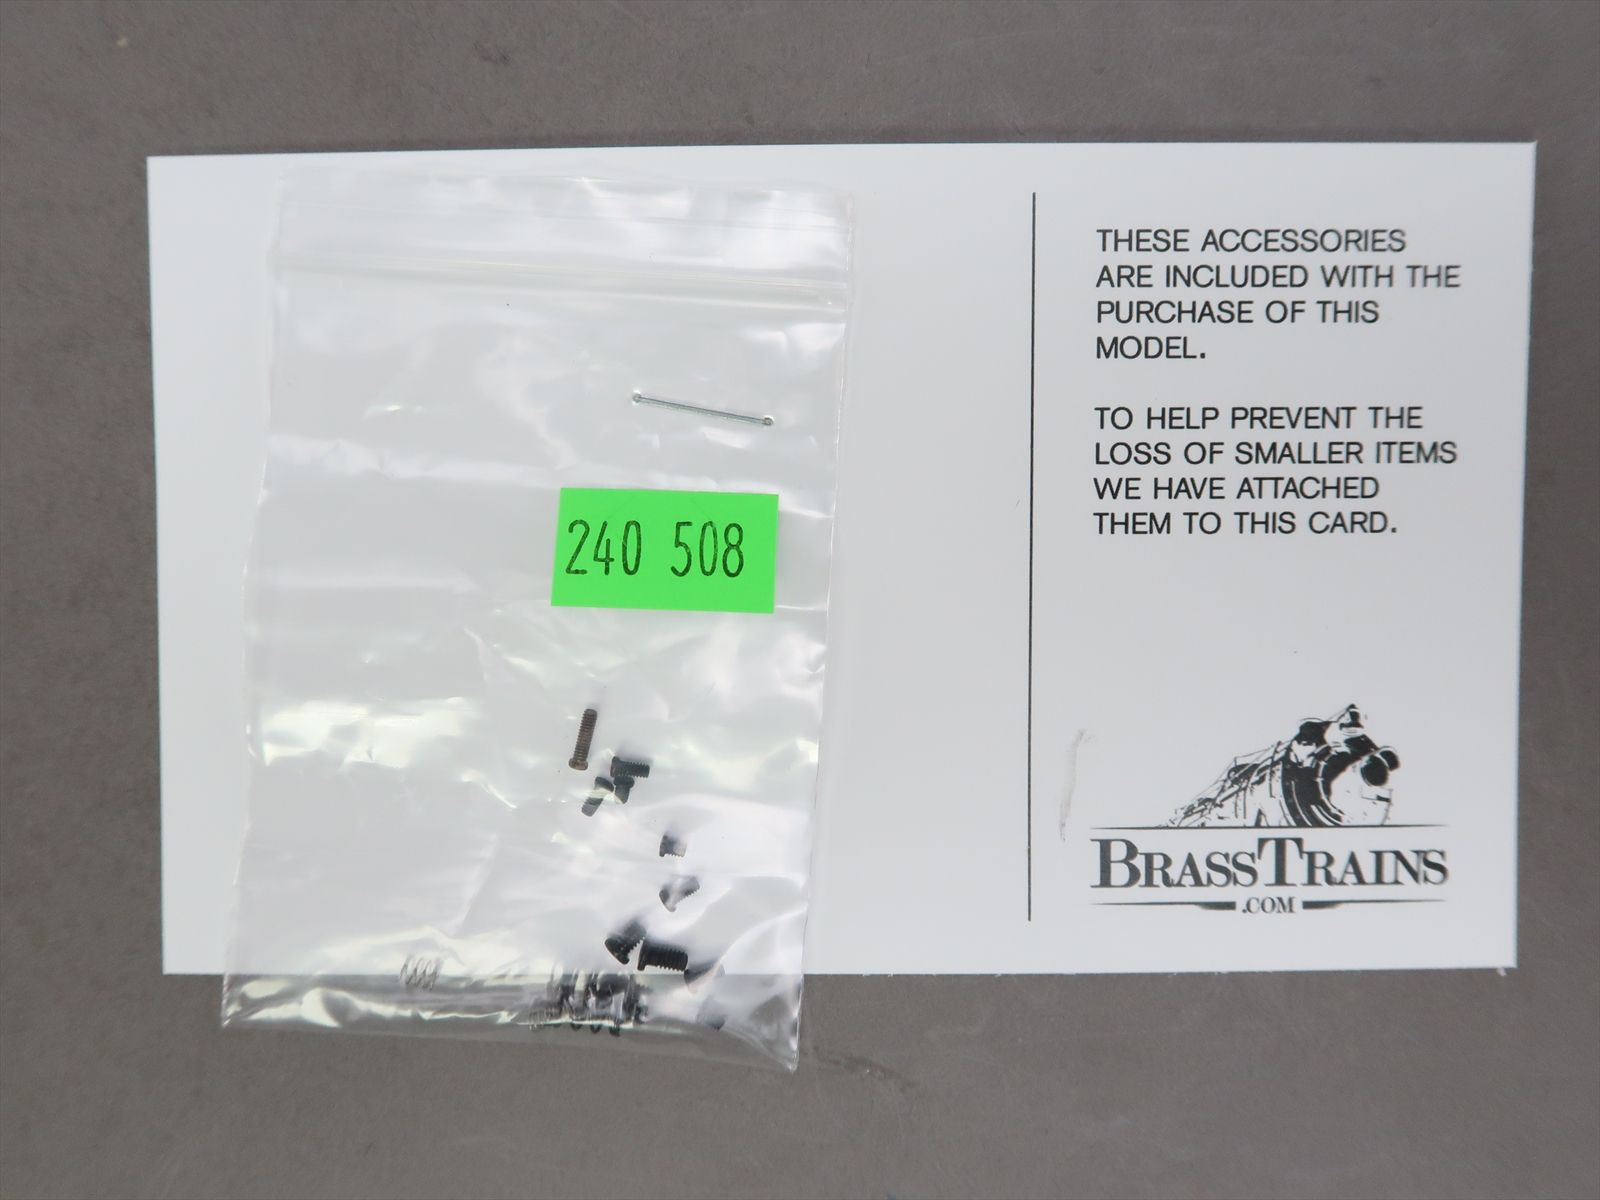 240 508
THESE ACCESSORIES
ARE INCLUDED WITH THE
PURCHASE OF THIS
MODEL.
TO HELP PREVENT THE
LOSS OF SMALLER ITEMS
WE HAVE ATTACHED
THEM TO THIS CARD.
BRASSTRAINS
.COM